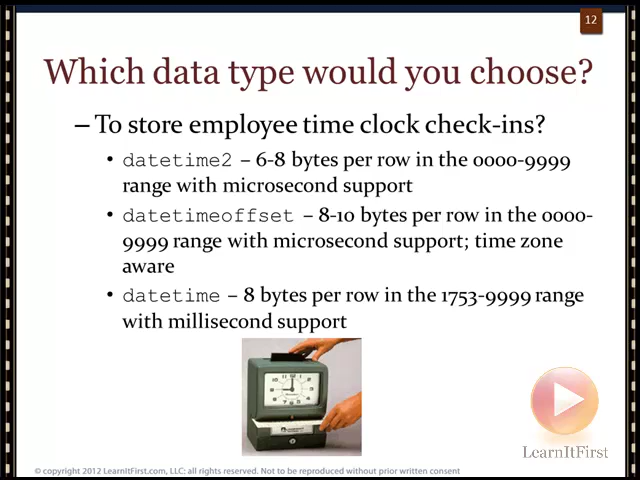 12
Which data type would you choose?
– To store employee time clock check-ins?
• datetime2 – 6-8 bytes per row in the 0000-9999
range with microsecond support
• datetimeoffset – 8-10 bytes per row in the 0000-
9999 range with microsecond support; time zone
aware
• datetime – 8 bytes per row in the 1753-9999 range
with millisecond support
LearnItFirst
© copyright 2012 LearnItFirst.com, LLC; all rights reserved. Not to be reproduced without prior written consent